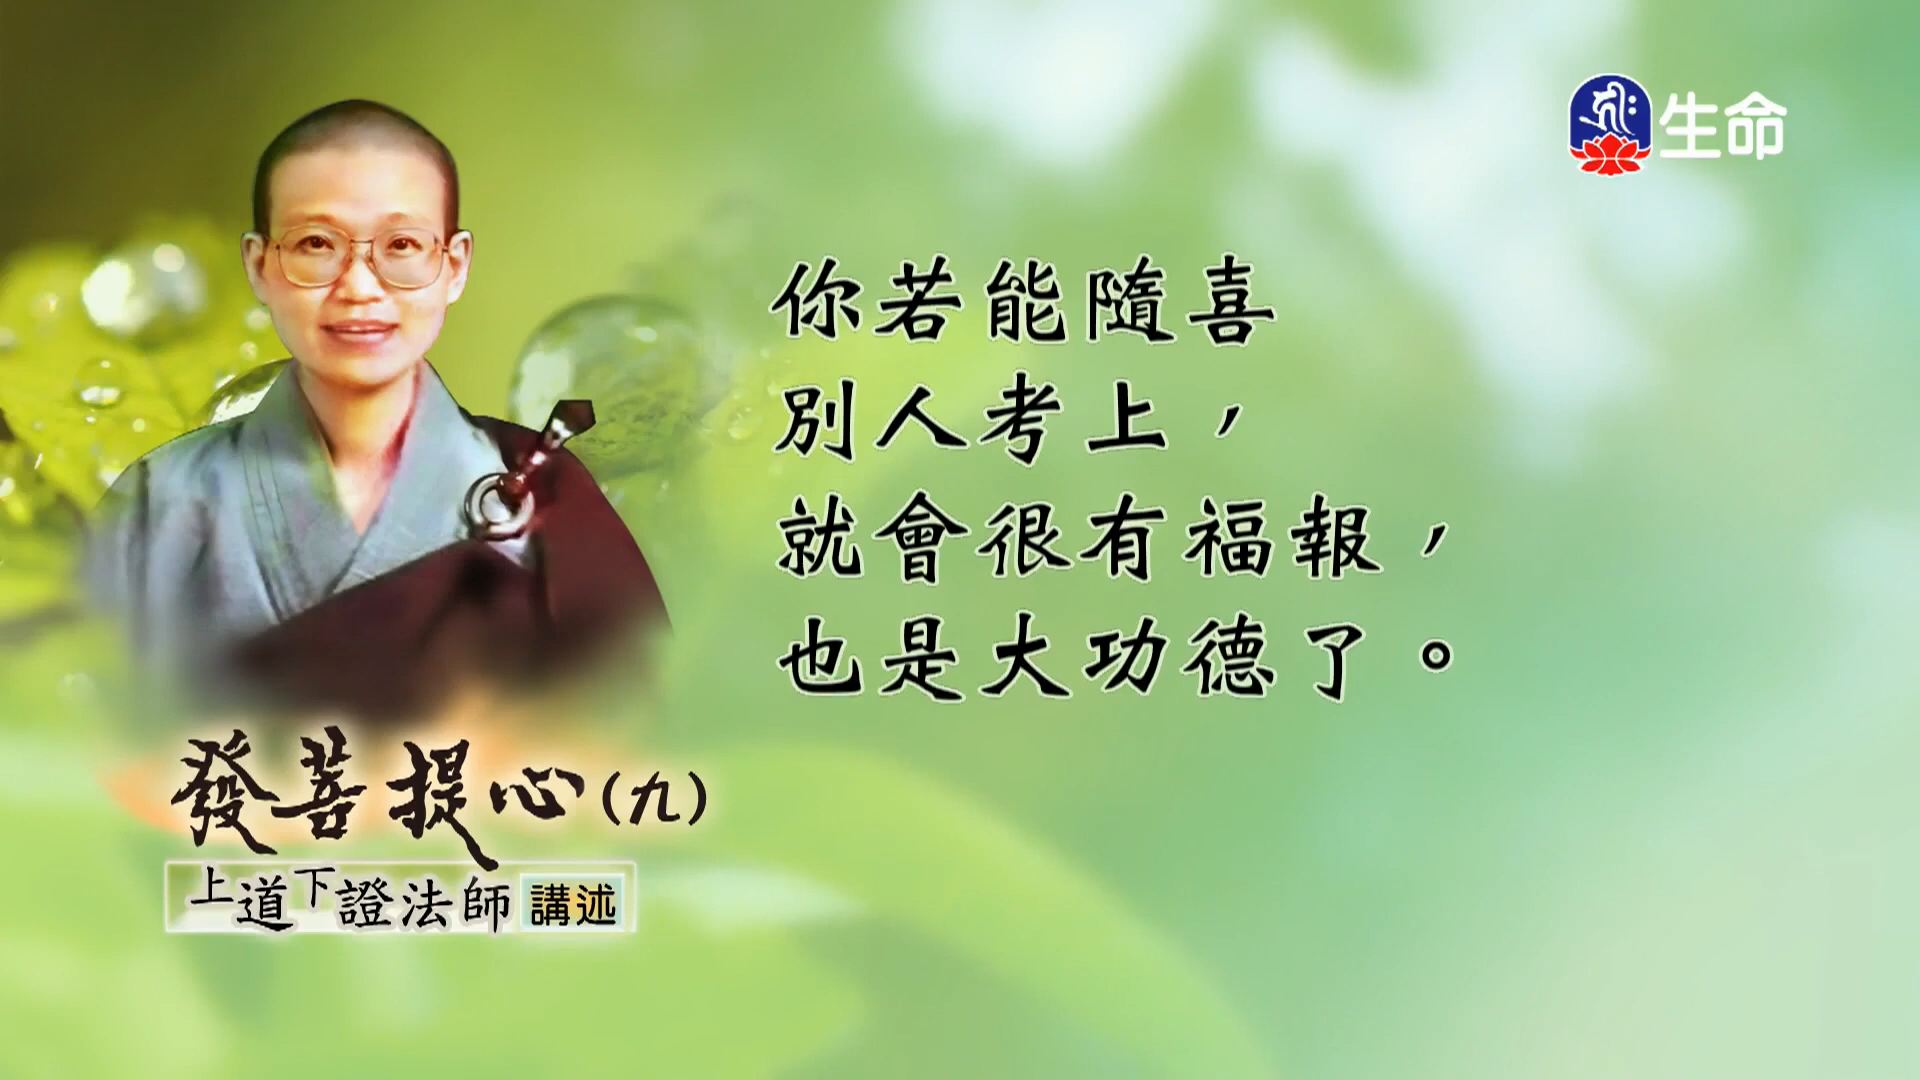 生命
你若能隨喜
別人考上，
就會很有福報，
也是大功德了。
發菩提心(九)
上道下證法師 講述